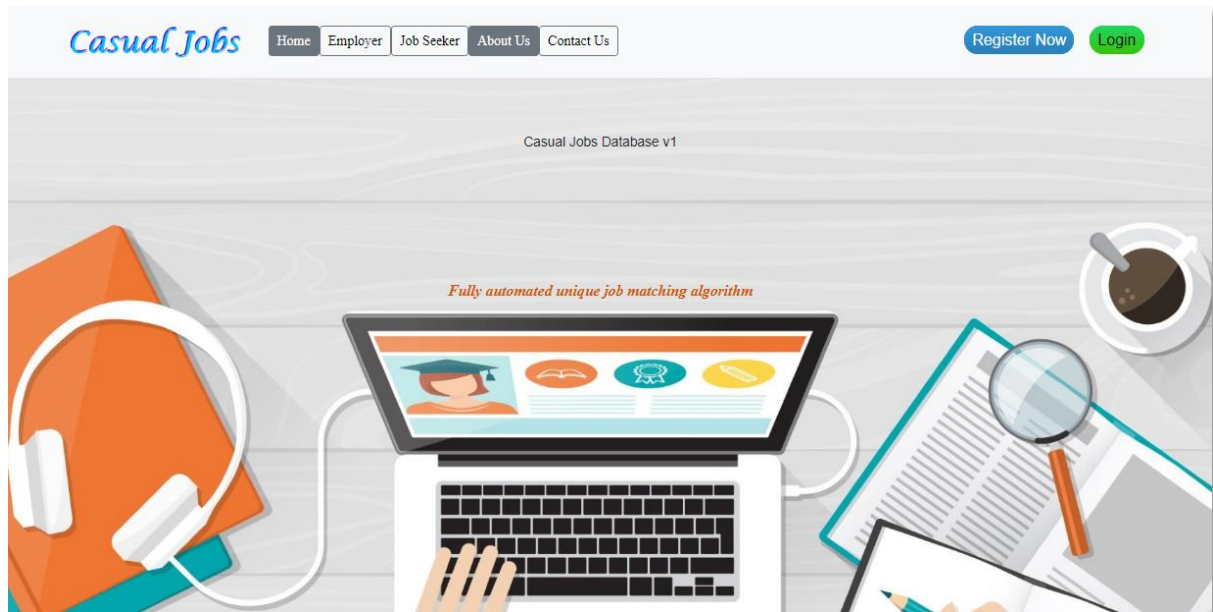 Casual Jobs
Home Employer Job Seeker About Us Contact Us
Register Now Login
Casual Jobs Database v1
Fully automated unique job matching algorithm